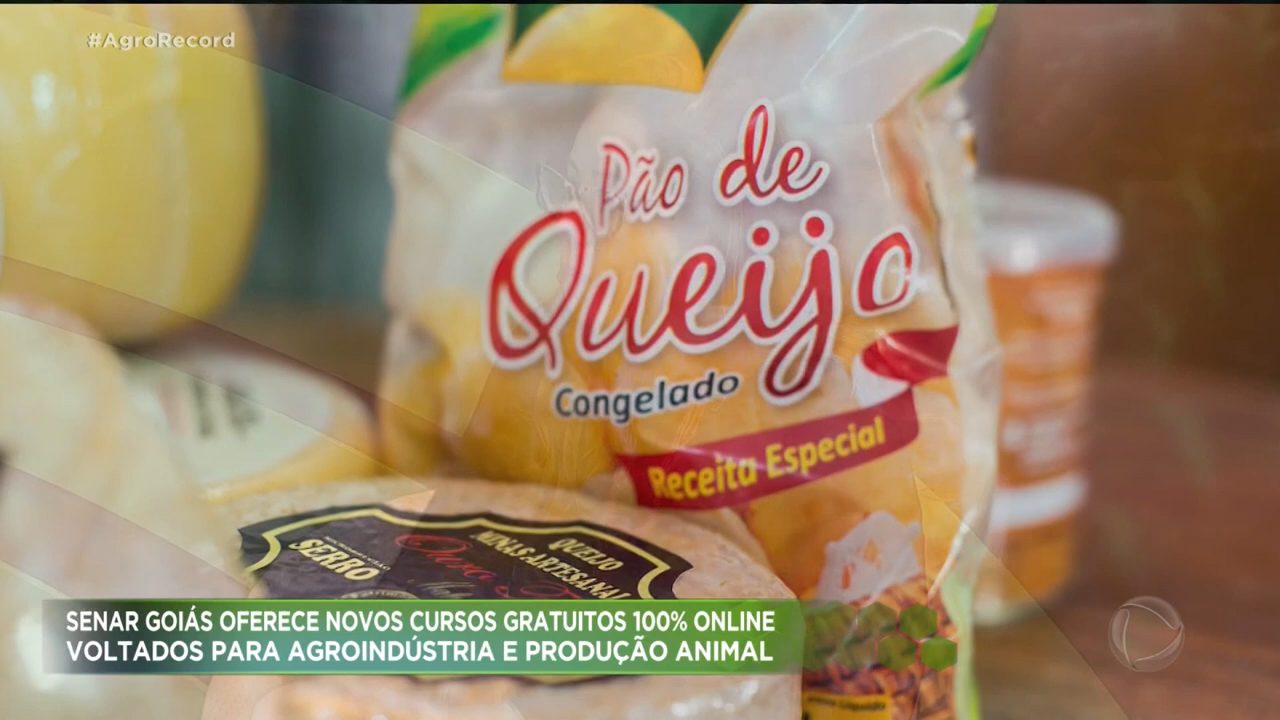 #AgroRecord
Pão de
Queijo
Congelado
Receita Especial
QUEIJO
MINAS ARTESANAL
SERRO
SENAR GOIÁS OFERECE NOVOS CURSOS GRATUITOS 100% ONLINE
VOLTADOS PARA AGROINDÚSTRIA E PRODUÇÃO ANIMAL